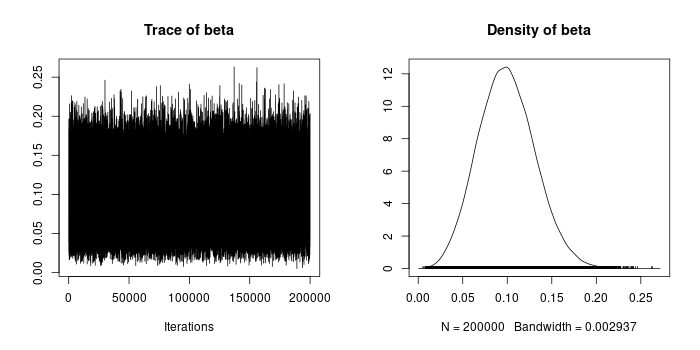 Trace of beta
0.25
0.20
0.15
0.10
0.05
0.00
0 50000 100000 150000 200000
Iterations
Density of beta
12
10
8
6
4
2
0
0.00 0.05 0.10 0.15 0.20 0.25
N = 200000 Bandwidth = 0.002937